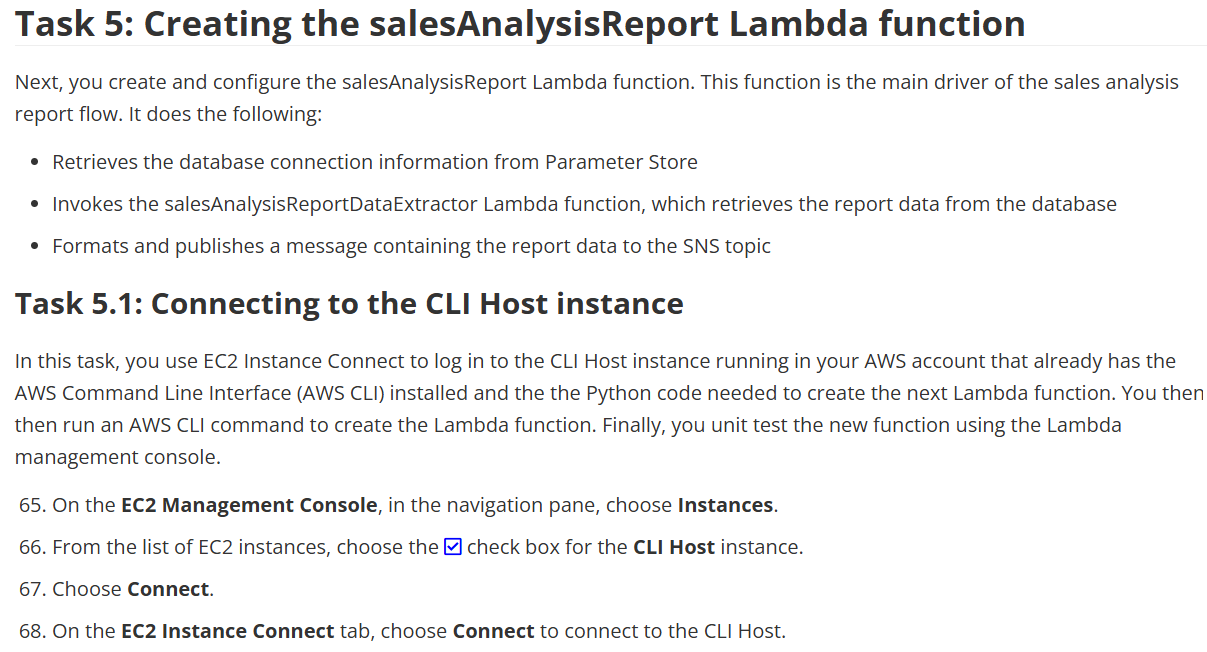 Task 5: Creating the salesAnalysisReport Lambda function
Next, you create and configure the salesAnalysisReport Lambda function. This function is the main driver of the sales analysis
report flow. It does the following:
• Retrieves the database connection information from Parameter Store
• Invokes the salesAnalysisReportDataExtractor Lambda function, which retrieves the report data from the database
• Formats and publishes a message containing the report data to the SNS topic
Task 5.1: Connecting to the CLI Host instance
In this task, you use EC2 Instance Connect to log in to the CLI Host instance running in your AWS account that already has the
AWS Command Line Interface (AWS CLI) installed and the the Python code needed to create the next Lambda function. You then
then run an AWS CLI command to create the Lambda function. Finally, you unit test the new function using the Lambda
management console.
65. On the EC2 Management Console, in the navigation pane, choose Instances.
66. From the list of EC2 instances, choose the ☑ check box for the CLI Host instance.
67. Choose Connect.
68. On the EC2 Instance Connect tab, choose Connect to connect to the CLI Host.